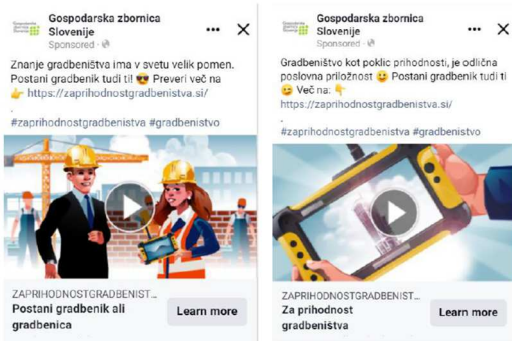 Gospodarska zbornica
Slovenije
Sponsored ·
Znanje gradbeništva ima v svetu velik pomen.
Postani gradbenik tudi ti! 😎 Preveri več na
👉 https://zaprihodnostgradbenistva.si/
.
#zaprihodnostgradbenistva #gradbenistvo
ZAPRIHODNOSTGRADBENIST...
Postani gradbenik ali
gradbenica
Learn more
Gospodarska zbornica
Slovenije
Sponsored ·
Gradbeništvo kot poklic prihodnosti, je odlična
poslovna priložnost 😀 Postani gradbenik tudi ti
😉 Več na: 👇
https://zaprihodnostgradbenistva.si/
.
#zaprihodnostgradbenistva #gradbenistvo
ZAPRIHODNOSTGRADBENIST...
Za prihodnost
gradbeništva
Learn more